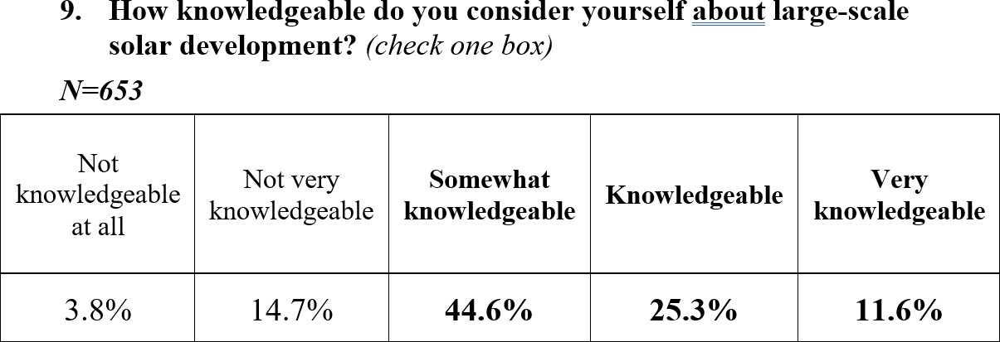 9. How knowledgeable do you consider yourself about large-scale
solar development? (check one box)
N=653
Not
knowledgeable
at all
Not very
knowledgeable
Somewhat
knowledgeable
Knowledgeable
Very
knowledgeable
3.8%
14.7%
44.6%
25.3%
11.6%